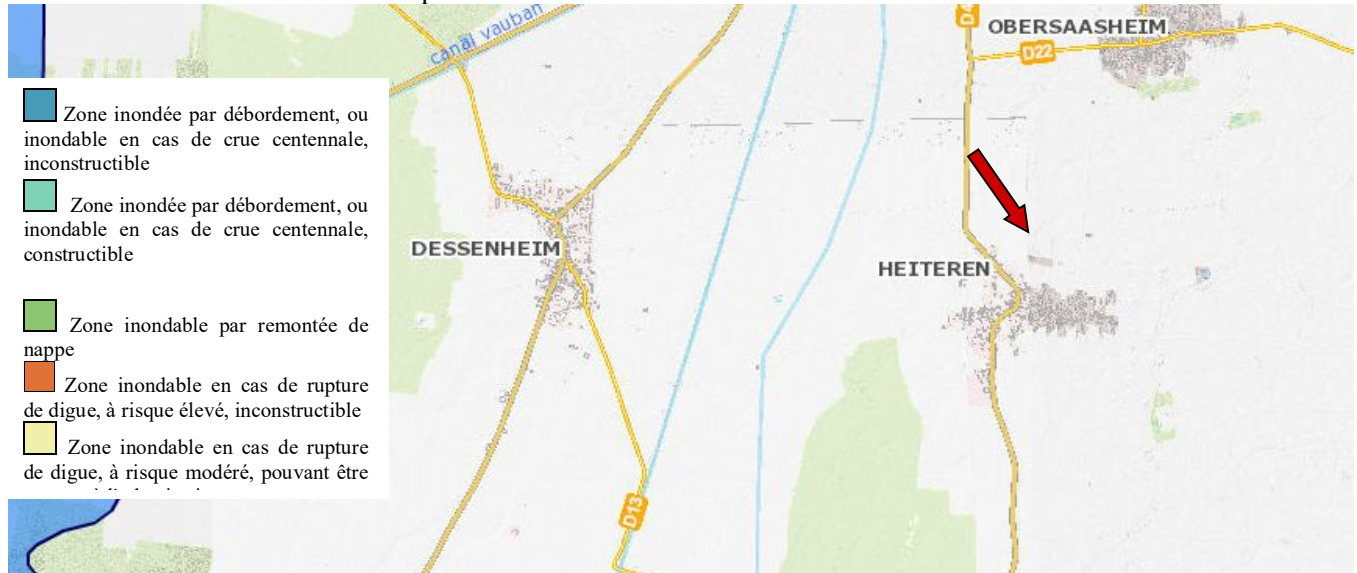 canal vauban
OBERSAASHEIM
D22
Zone inondée par débordement, ou
inondable en cas de crue centennale,
inconstructible
Zone inondée par débordement, ou
inondable en cas de crue centennale,
constructible
Zone inondable par remontée de
nappe
Zone inondable en cas de rupture
de digue, à risque élevé, inconstructible
Zone inondable en cas de rupture
de digue, à risque modéré, pouvant être
DESSENHEIM
HEITEREN
D13